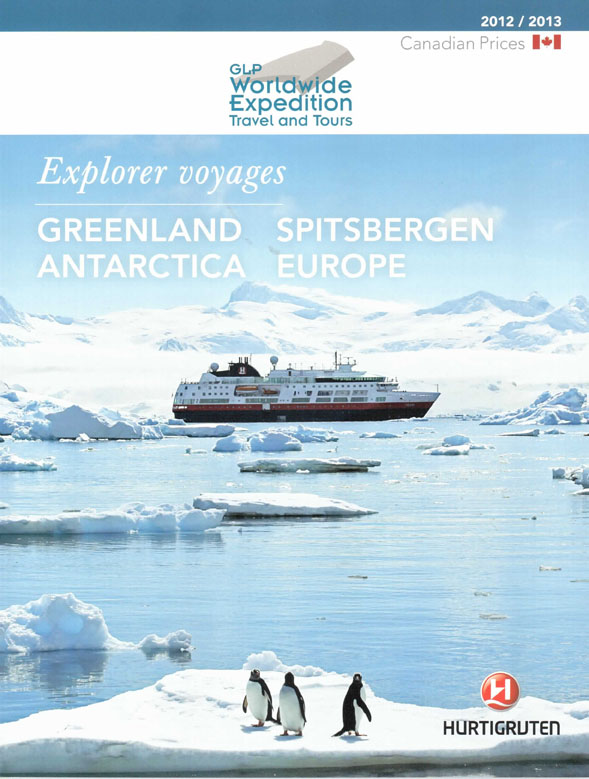 2012 / 2013
Canadian Prices
GLP
Worldwide
Expedition
Travel and Tours
Explorer voyages
GREENLAND SPITSBERGEN
ANTARCTICA EUROPE
H
HURTIGRUTEN